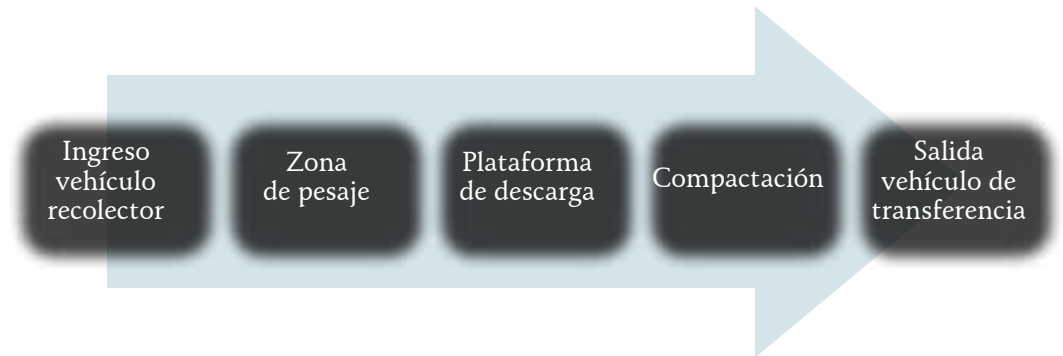 Ingreso
vehículo
recolector
Zona
de pesaje
Plataforma
de descarga
Compactación
Salida
vehículo de
transferencia